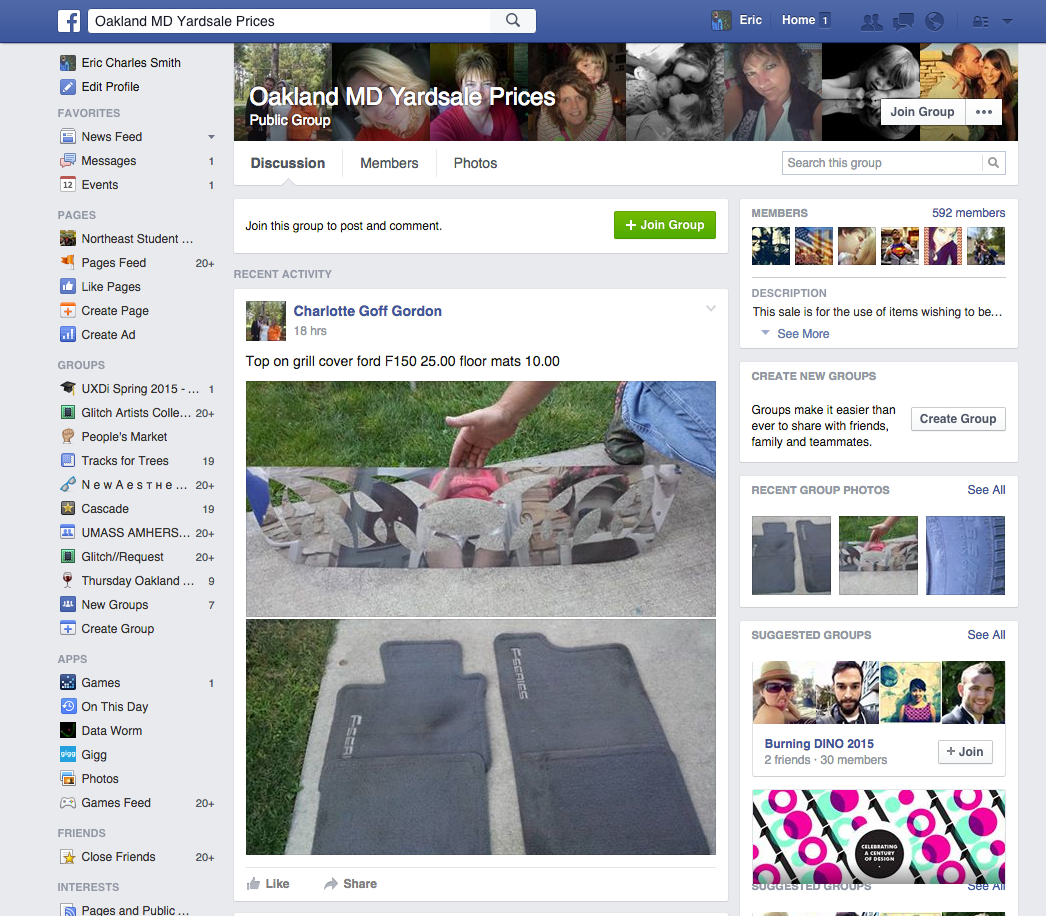 Oakland MD Yardsale Prices
Eric
Home 1
Eric Charles Smith
Edit Profile
FAVORITES
News Feed
Messages 1
12 Events 1
PAGES
Northeast Student ...
Pages Feed 20+
Like Pages
Create Page
Create Ad
GROUPS
UXDi Spring 2015 - ... 1
Glitch Artists Colle... 20+
People's Market
Tracks for Trees 19
N e w A e s т н е ... 20+
Cascade 19
UMASS AMHERS... 20+
Glitch//Request 20+
Thursday Oakland ... 9
New Groups 7
Create Group
APPS
Games 1
On This Day
Data Worm
gigg Gigg
Photos
Games Feed 20+
FRIENDS
Close Friends 20+
INTERESTS
Pages and Public ...
Oakland MD Yardsale Prices
Public Group
Join Group
Discussion
Members
Photos
Search this group
Join this group to post and comment.
+ Join Group
RECENT ACTIVITY
Charlotte Goff Gordon
18 hrs
Top on grill cover ford F150 25.00 floor mats 10.00
F-SERIES
Like
Share
MEMBERS
592 members
DESCRIPTION
This sale is for the use of items wishing to be...
See More
CREATE NEW GROUPS
Groups make it easier than
ever to share with friends,
family and teammates.
Create Group
RECENT GROUP PHOTOS
See All
SUGGESTED GROUPS
See All
Burning DINO 2015
2 friends · 30 members
+ Join
CELEBRATING
A CENTURY
OF DESIGN
SUGGESTED GROUPS
See All